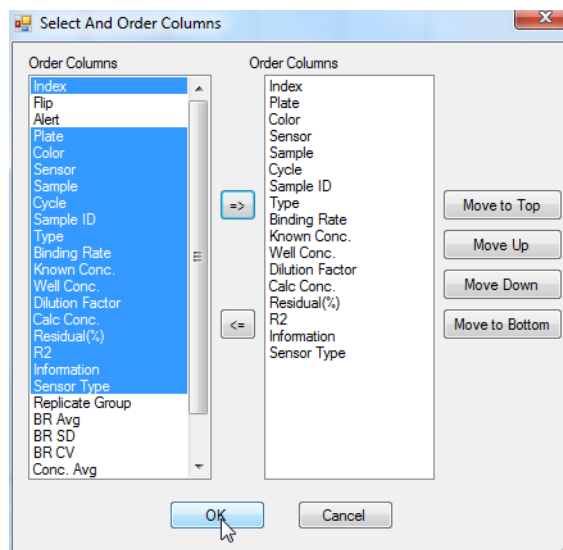 Select And Order Columns
Order Columns
Index
Flip
Alert
Plate
Color
Sensor
Sample
Cycle
Sample ID
Type
Binding Rate
Known Conc.
Well Conc.
Dilution Factor
Calc Conc.
Residual(%)
R2
Information
Sensor Type
Replicate Group
BR Avg
BR SD
BR CV
Conc. Avg
=>
<=
Order Columns
Index
Plate
Color
Sensor
Sample
Cycle
Sample ID
Type
Binding Rate
Known Conc.
Well Conc.
Dilution Factor
Calc Conc.
Residual(%)
R2
Information
Sensor Type
Move to Top
Move Up
Move Down
Move to Bottom
OK
Cancel